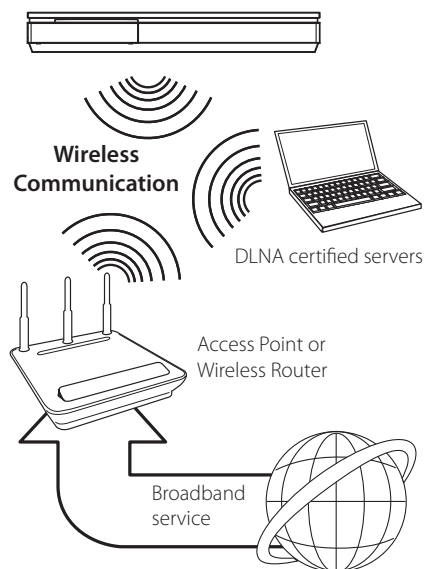 Wireless
Communication
DLNA certified servers
Access Point or
Wireless Router
Broadband
service